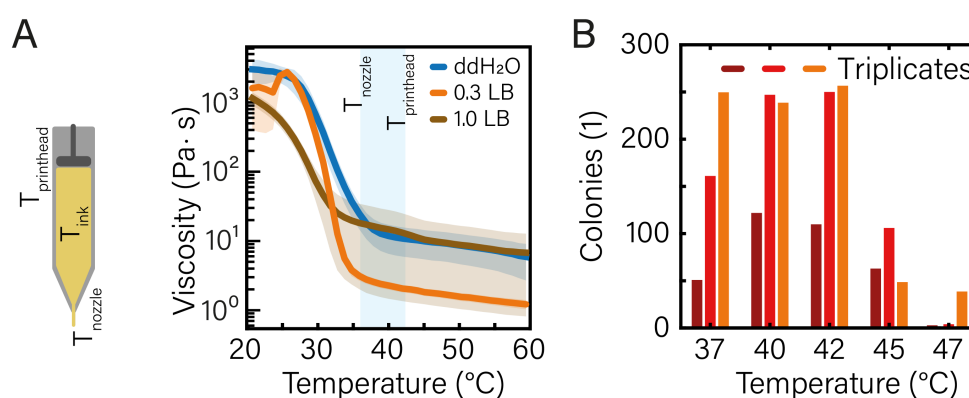 A
T printhead
T ink
T nozzle
Viscosity (Pa· s)
10³
10²
10¹
10⁰
20 30 40 50 60
Temperature (°C)
T nozzle
T printhead
ddH₂O
0.3 LB
1.0 LB
B
Colonies (1)
300
200
100
0
Triplicates
37 40 42 45 47
Temperature (°C)